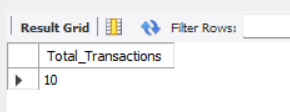 Result Grid Filter Rows:
Total_Transactions
10